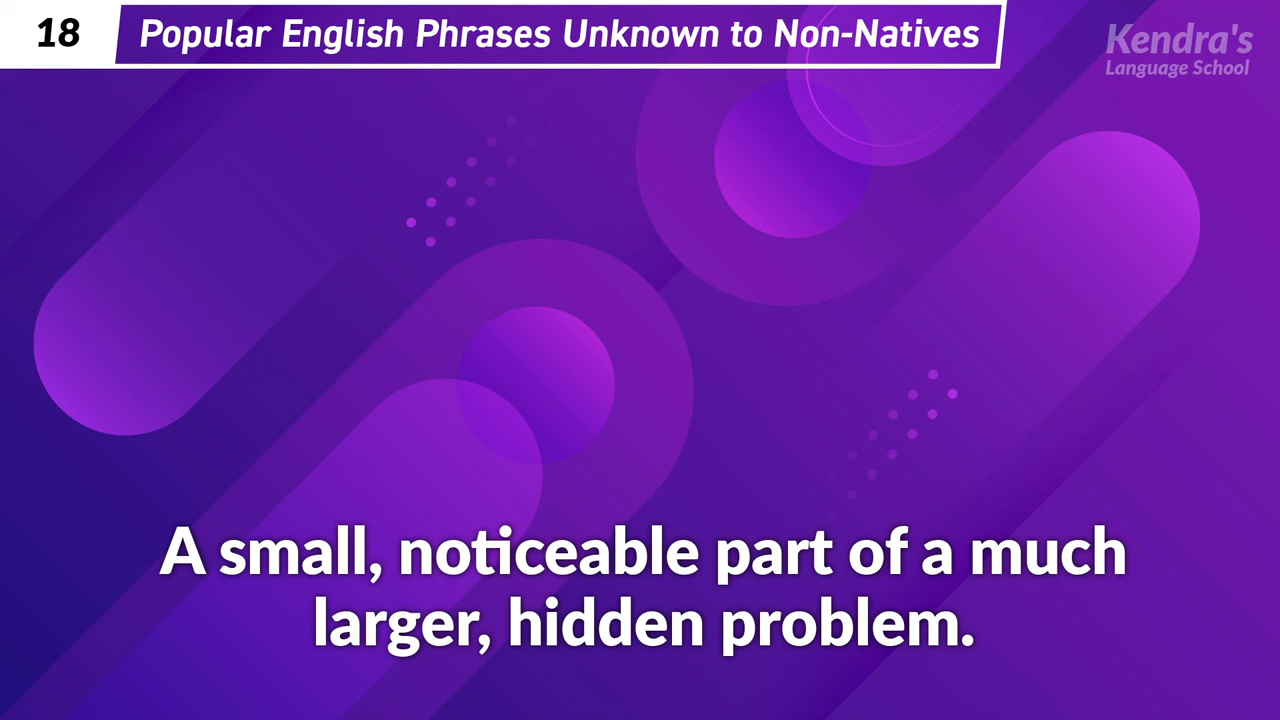 18
Popular English Phrases Unknown to Non-Natives
Kendra's
Language School
A small, noticeable part of a much
larger, hidden problem.